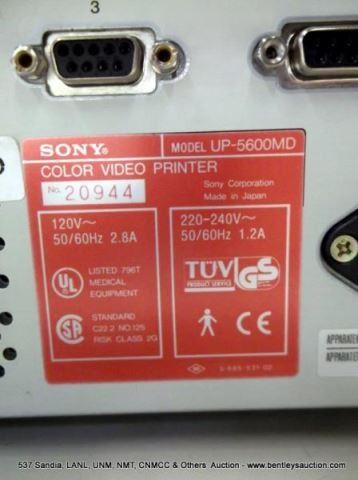 3
SONY® MODEL UP-5600MD
COLOR VIDEO PRINTER
No. 20944
Sony Corporation
Made in Japan
120V~
50/60Hz 2.8A
220-240V~
50/60Hz 1.2A
UL
LISTED 796T
MEDICAL
EQUIPMENT
SA
STANDARD
C22.2 NO.125
RISK CLASS 2G
TÜV
PRODUCT SERVICE
GS
CE
APPARATE
APPARATE
537 Sandia, LANL, UNM, NMT, CNMCC & Others Auction - www.bentleysauction.com